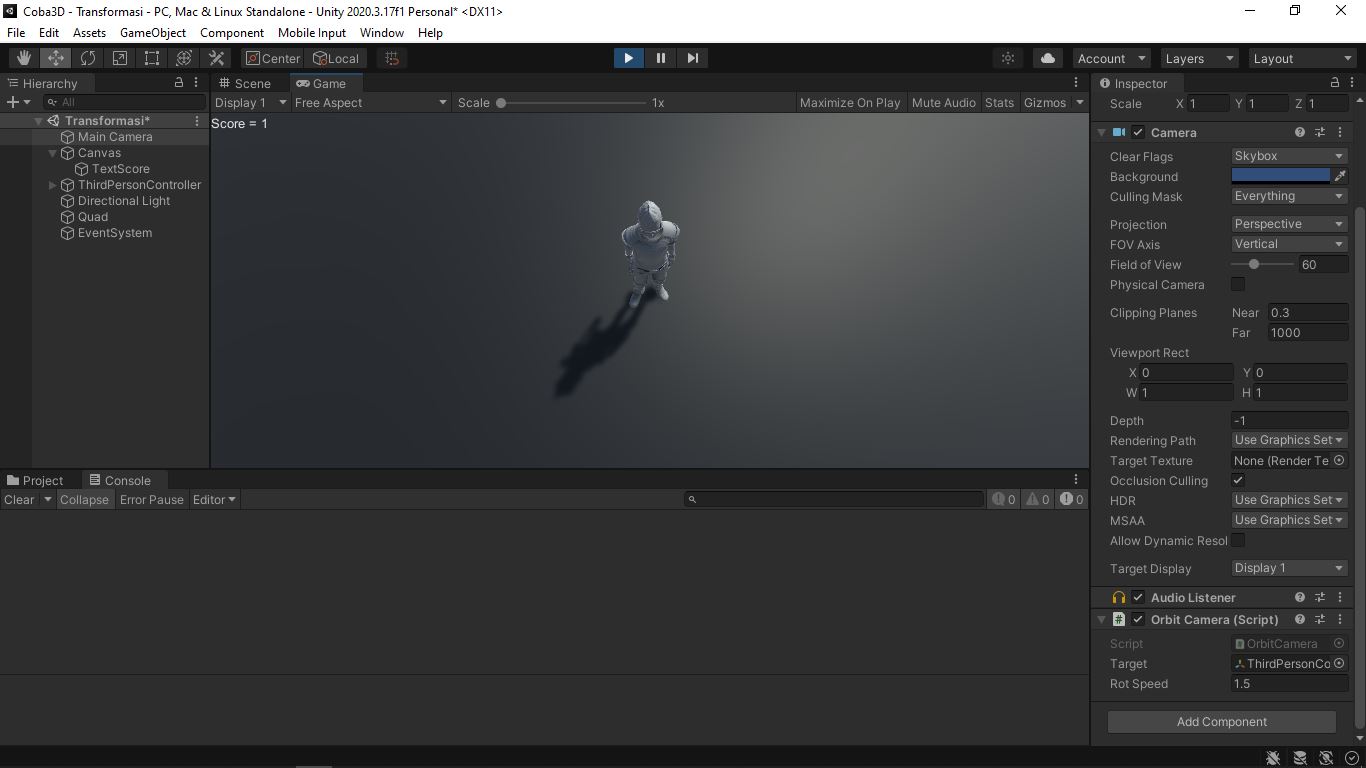 Coba3D - Transformasi - PC, Mac & Linux Standalone - Unity 2020.3.17f1 Personal* <DX11>
File Edit Assets GameObject Component Mobile Input Window Help
Center Local Account Layers Layout
Hierarchy
All
Transformasi*
Main Camera
Canvas
TextScore
ThirdPersonController
Directional Light
Quad
EventSystem
Scene Game
Display 1 Free Aspect Scale 1x Maximize On Play Mute Audio Stats Gizmos
Score = 1
Project Console
Clear Collapse Error Pause Editor 0 0 0
Inspector
Scale X 1 Y 1 Z 1
Camera
Clear Flags Skybox
Background
Culling Mask Everything
Projection Perspective
FOV Axis Vertical
Field of View 60
Physical Camera
Clipping Planes Near 0.3
Far 1000
Viewport Rect
X 0 Y 0
W 1 H 1
Depth -1
Rendering Path Use Graphics Set
Target Texture None (Render Te
Occlusion Culling
HDR Use Graphics Set
MSAA Use Graphics Set
Allow Dynamic Resol
Target Display Display 1
Audio Listener
# Orbit Camera (Script)
Script OrbitCamera
Target ThirdPersonCo
Rot Speed 1.5
Add Component